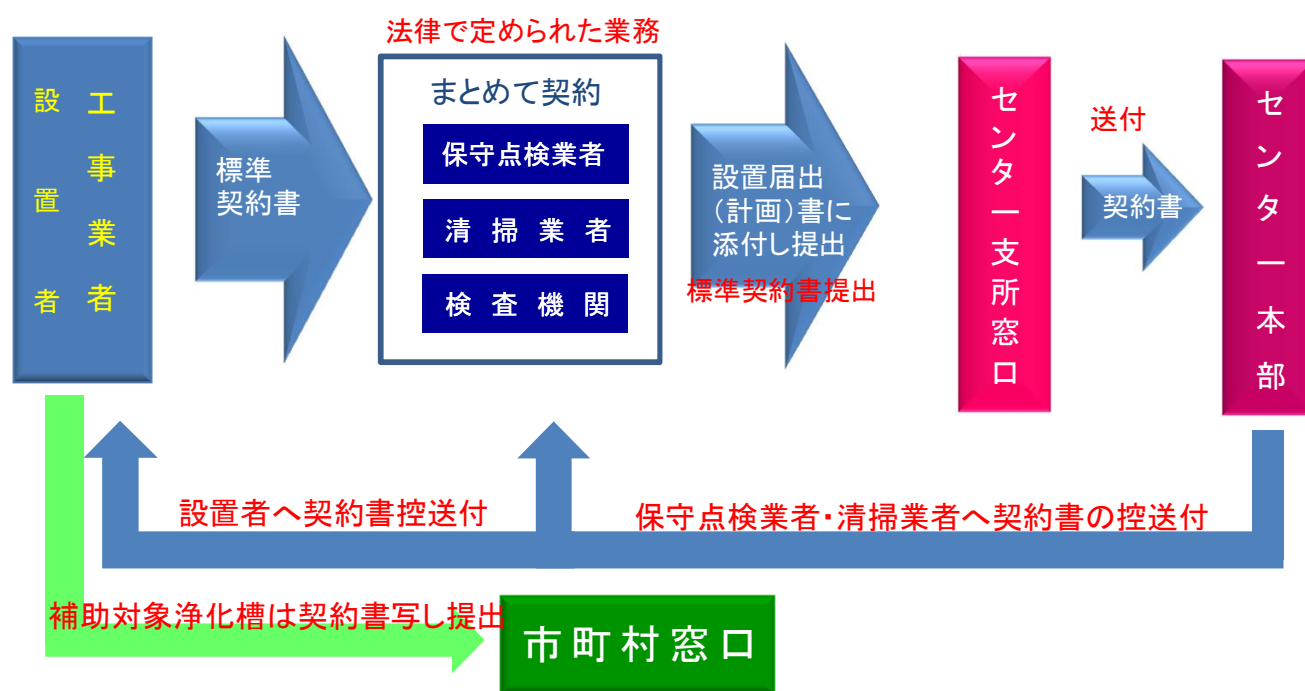 法律で定められた業務
設置者
工事業者
標準
契約書
まとめて契約
保守点検業者
清掃業者
検査機関
設置届出
（計画）書に
添付し提出
標準契約書提出
センター支所窓口
送付
契約書
センター本部
設置者へ契約書控送付
保守点検業者・清掃業者へ契約書の控送付
補助対象浄化槽は契約書写し提出
市町村窓口